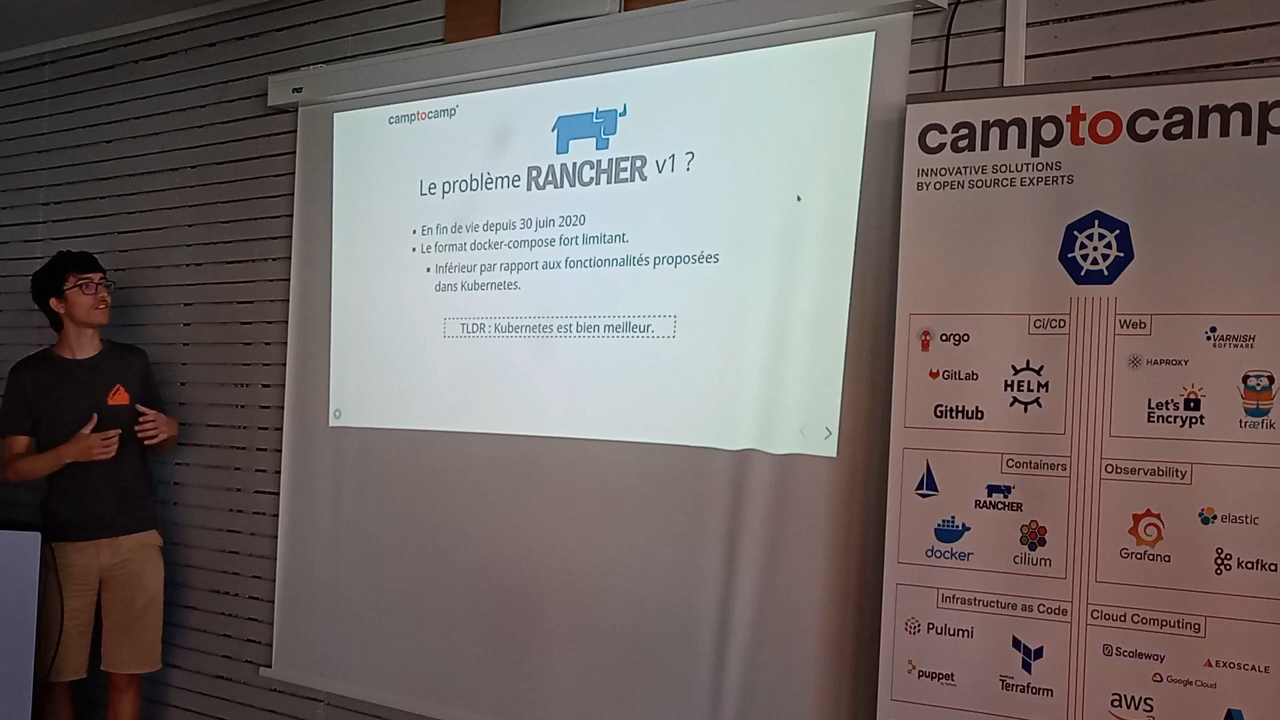 camptocamp
Le problème RANCHER v1 ?
• En fin de vie depuis 30 juin 2020
• Le format docker-compose fort limitant.
▪ Inférieur par rapport aux fonctionnalités proposées
dans Kubernetes.
TLDR : Kubernetes est bien meilleur.
camptocamp
INNOVATIVE SOLUTIONS
BY OPEN SOURCE EXPERTS
Ci/CD
argo
GitLab
HELM
GitHub
Web
VARNISH
SOFTWARE
HAPROXY
Let's
Encrypt
træfik
Containers
RANCHER
docker
cilium
Observability
elastic
Grafana
kafka
Infrastructure as Code
Pulumi
puppet
Terraform
Cloud Computing
Scaleway
EXOSCALE
Google Cloud
aws